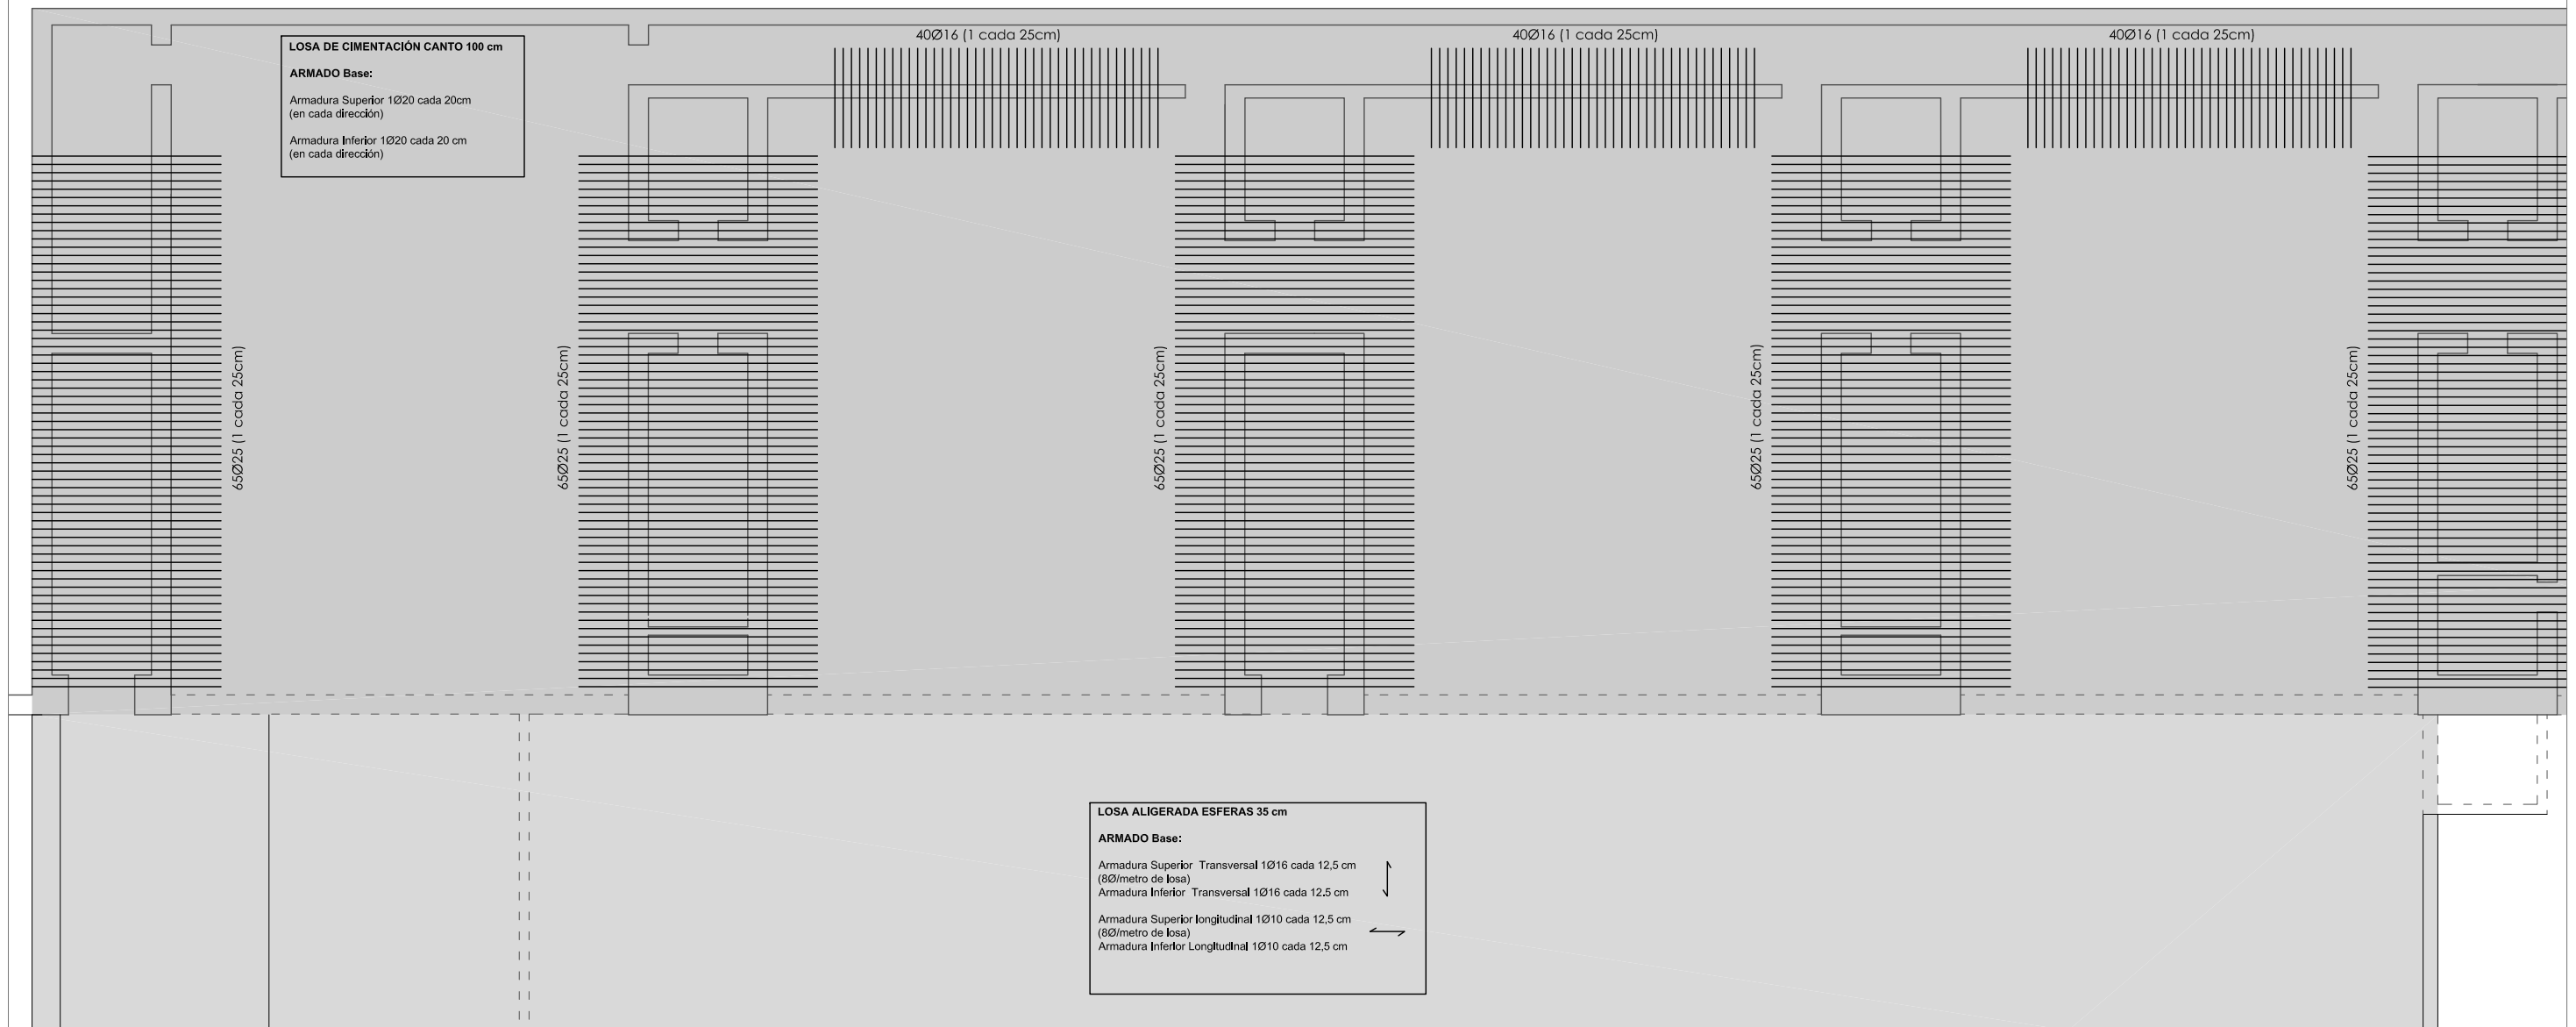 40Ø16 (1 cada 25cm)
40Ø16 (1 cada 25cm)
40Ø16 (1 cada 25cm)
LOSA DE CIMENTACIÓN CANTO 100 cm
ARMADO Base:
Armadura Superior 1Ø20 cada 20cm
(en cada dirección)
Armadura Inferior 1Ø20 cada 20 cm
(en cada dirección)
65Ø25 (1 cada 25cm)
65Ø25 (1 cada 25cm)
65Ø25 (1 cada 25cm)
65Ø25 (1 cada 25cm)
65Ø25 (1 cada 25cm)
LOSA ALIGERADA ESFERAS 35 cm
ARMADO Base:
Armadura Superior Transversal 1Ø16 cada 12,5 cm
(8Ø/metro de losa)
Armadura Inferior Transversal 1Ø16 cada 12.5 cm
Armadura Superior longitudinal 1Ø10 cada 12,5 cm
(8Ø/metro de losa)
Armadura Inferior Longitudinal 1Ø10 cada 12,5 cm